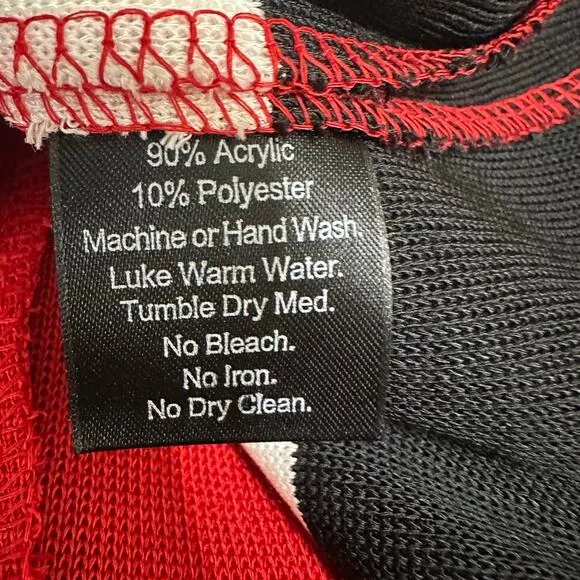 90% Acrylic
10% Polyester
Machine or Hand Wash.
Luke Warm Water.
Tumble Dry Med.
No Bleach.
No Iron.
No Dry Clean.